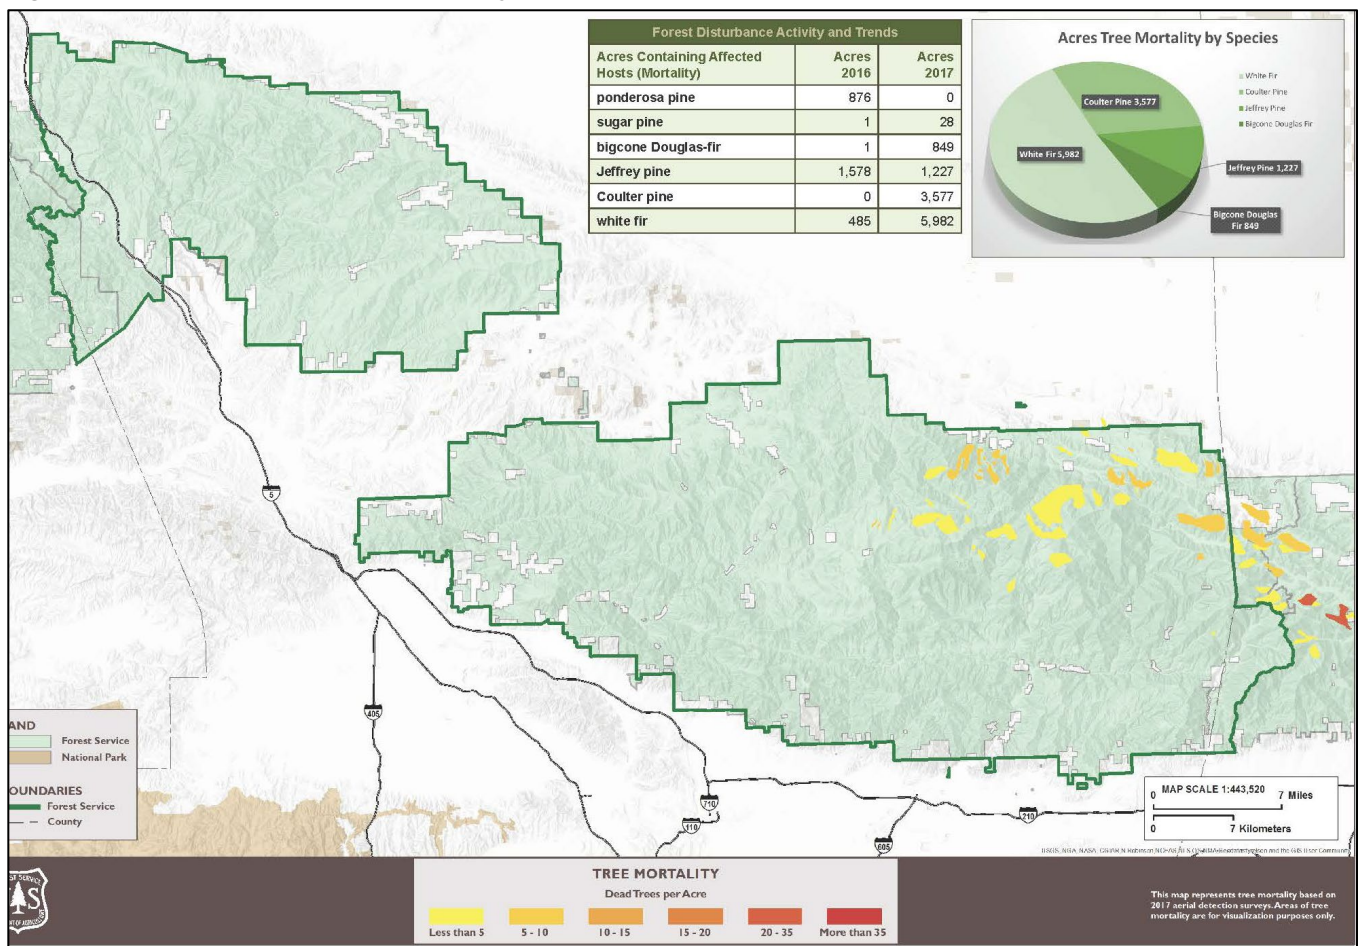 Forest Disturbance Activity and Trends
Acres Containing Affected Hosts (Mortality) Acres 2016 Acres 2017
ponderosa pine 876 0
sugar pine 1 28
bigcone Douglas-fir 1 849
Jeffrey pine 1,578 1,227
Coulter pine 0 3,577
white fir 485 5,982
Acres Tree Mortality by Species
White Fir
Coulter Pine
Jeffrey Pine
Bigcone Douglas Fir
Coulter Pine 3,577
White Fir 5,982
Jeffrey Pine 1,227
Bigcone Douglas
Fir 849
5
405
710
110
210
605
AND
Forest Service
National Park
OUNDARIES
Forest Service
County
MAP SCALE 1:443,520
0 7 Miles
0 7 Kilometers
and the GIS User Community
TREE MORTALITY
Dead Trees per Acre
Less than 5 5 - 10 10 - 15 15 - 20 20 - 35 More than 35
This map represents tree mortality based on
2017 aerial detection surveys. Areas of tree
mortality are for visualization purposes only.